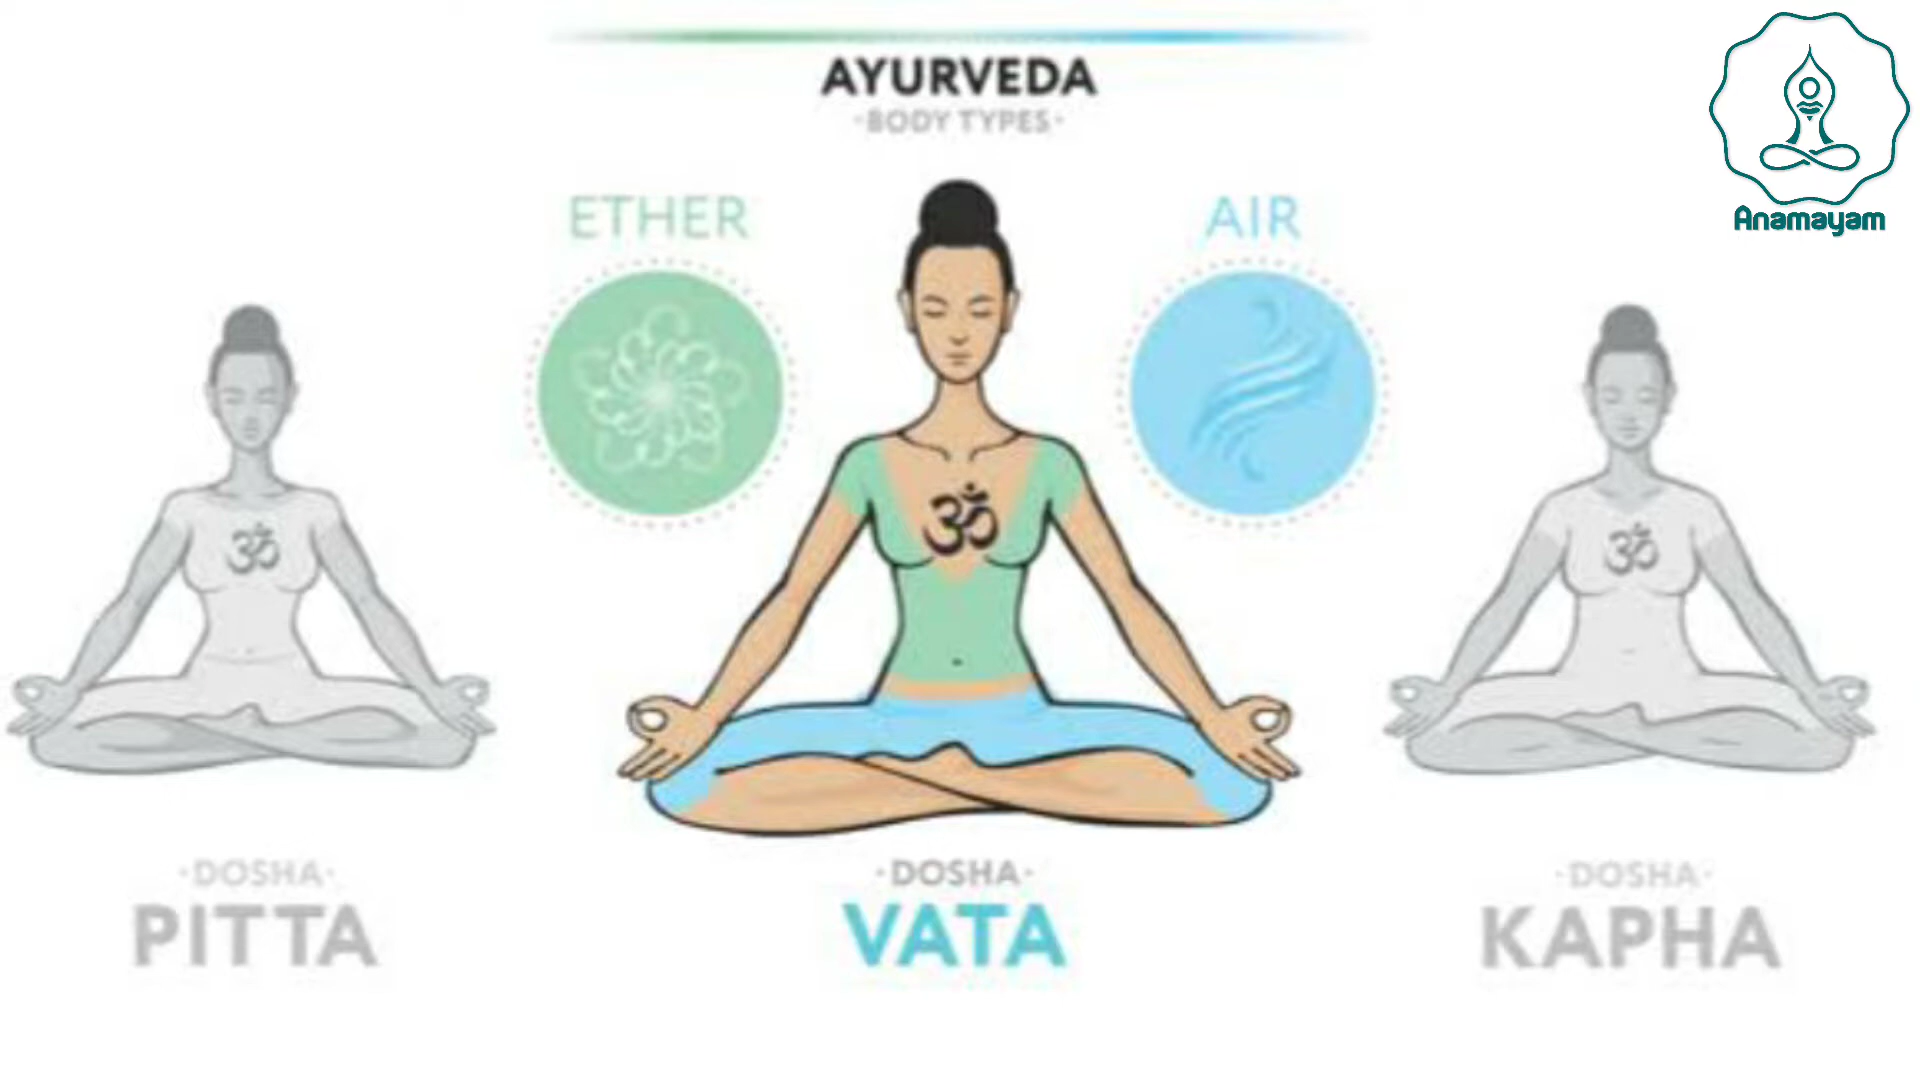 AYURVEDA
·BODY TYPES·
ETHER
AIR
Anamayam
ॐ
ॐ
ॐ
·DOSHA·
PITTA
·DOSHA·
VATA
·DOSHA·
KAPHA